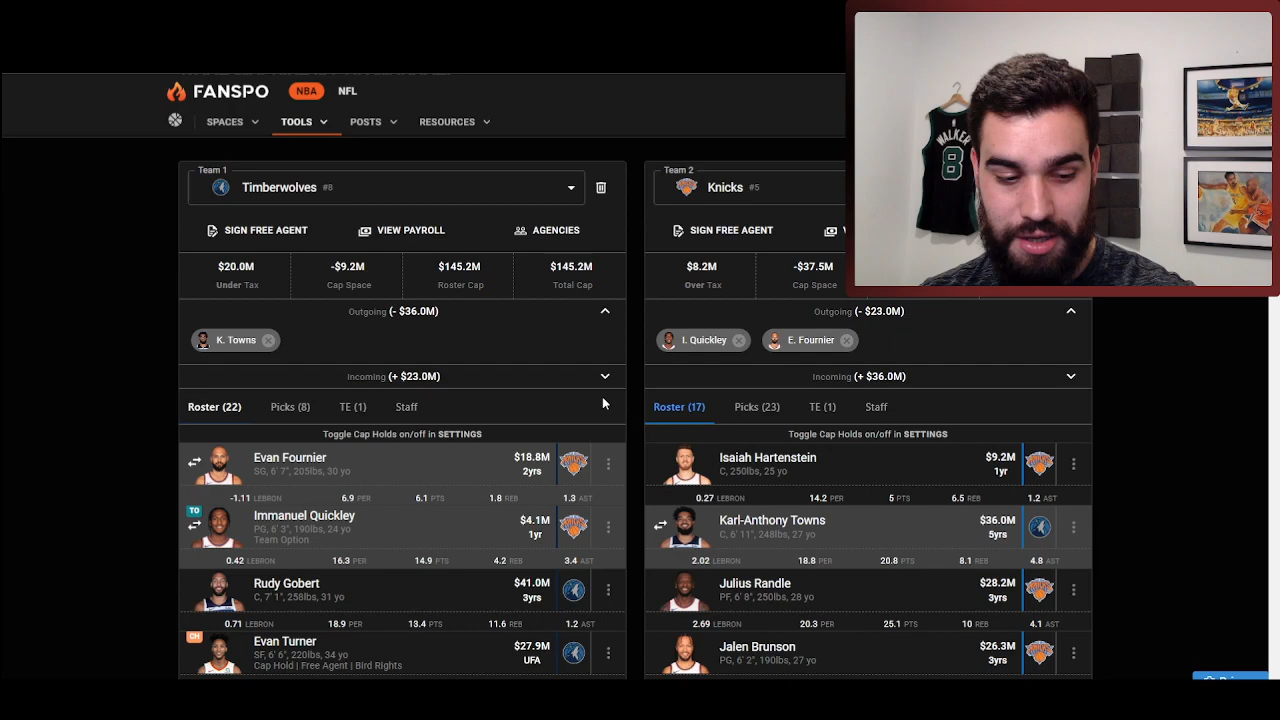 FANSPO NBA NFL
SPACES TOOLS POSTS RESOURCES
Team 1
Timberwolves #8
SIGN FREE AGENT VIEW PAYROLL AGENCIES
$20.0M -$9.2M $145.2M $145.2M
Under Tax Cap Space Roster Cap Total Cap
Outgoing (- $36.0M)
K. Towns
Incoming (+ $23.0M)
Roster (22) Picks (8) TE (1) Staff
Toggle Cap Holds on/off in SETTINGS
Evan Fournier $18.8M
SG, 6' 7", 205lbs, 30 yo 2yrs
-1.11 LEBRON 6.9 PER 6.1 PTS 1.8 REB 1.3 AST
TO
Immanuel Quickley $4.1M
PG, 6' 3", 190lbs, 24 yo 1yr
Team Option
0.42 LEBRON 16.3 PER 14.9 PTS 4.2 REB 3.4 AST
Rudy Gobert $41.0M
C, 7' 1", 258lbs, 31 yo 3yrs
0.71 LEBRON 18.9 PER 13.4 PTS 11.6 REB 1.2 AST
CH
Evan Turner $27.9M
SF, 6' 6", 220lbs, 34 yo UFA
Cap Hold | Free Agent | Bird Rights
Team 2
Knicks #5
SIGN FREE AGENT
$8.2M -$37.5M
Over Tax Cap Space
Outgoing (- $23.0M)
I. Quickley E. Fournier
Incoming (+ $36.0M)
Roster (17) Picks (23) TE (1) Staff
Toggle Cap Holds on/off in SETTINGS
Isaiah Hartenstein $9.2M
C, 250lbs, 25 yo 1yr
0.27 LEBRON 14.2 PER 5 PTS 6.5 REB 1.2 AST
Karl-Anthony Towns $36.0M
C, 6' 11", 248lbs, 27 yo 5yrs
2.02 LEBRON 18.8 PER 20.8 PTS 8.1 REB 4.8 AST
Julius Randle $28.2M
PF, 6' 8", 250lbs, 28 yo 3yrs
2.69 LEBRON 20.3 PER 25.1 PTS 10 REB 4.1 AST
Jalen Brunson $26.3M
PG, 6' 2", 190lbs, 27 yo 3yrs
WALKER
8